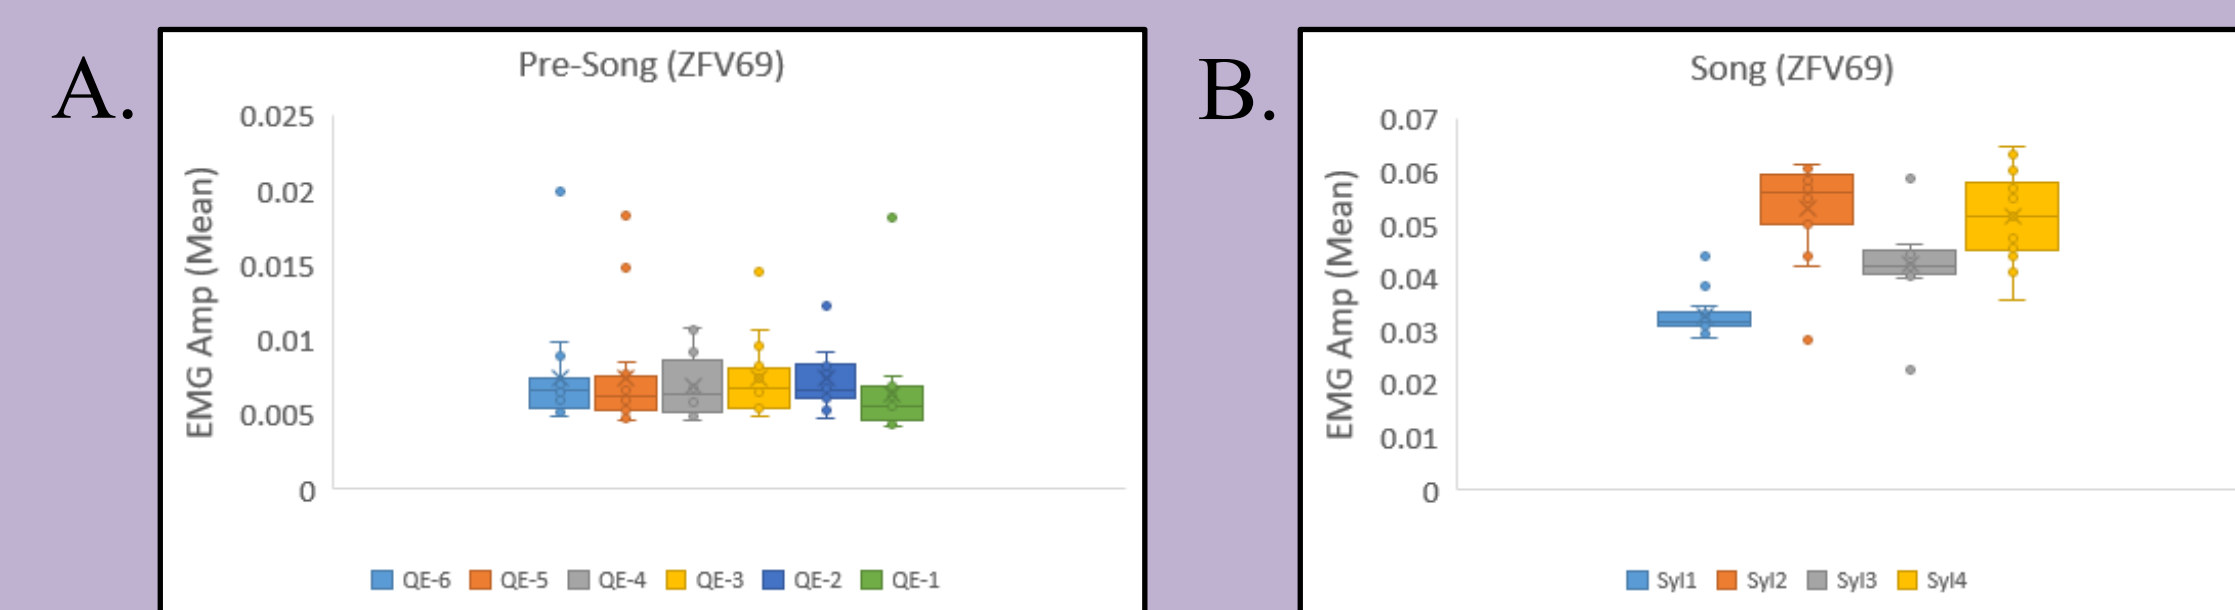 A.
Pre-Song (ZFV69)
EMG Amp (Mean)
0.025
0.02
0.015
0.01
0.005
0
QE-6 QE-5 QE-4 QE-3 QE-2 QE-1
B.
Song (ZFV69)
EMG Amp (Mean)
0.07
0.06
0.05
0.04
0.03
0.02
0.01
0
Syl1 Syl2 Syl3 Syl4